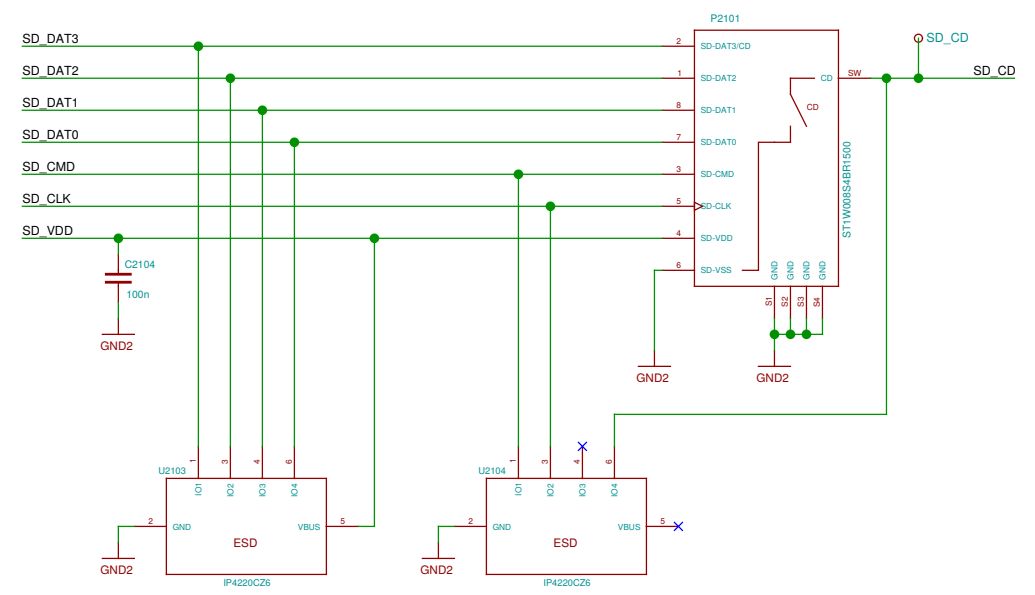 P2101
SD_DAT3
2
SD-DAT3/CD
SD_CD
SD_DAT2
1
SD-DAT2
CD
SW
SD_CD
SD_DAT1
8
SD-DAT1
CD
SD_DAT0
7
SD-DAT0
SD_CMD
3
SD-CMD
SD_CLK
5
SD-CLK
ST1W008S4BR1500
SD_VDD
4
SD-VDD
C2104
100n
GND2
6
SD-VSS
GND
GND
GND
GND
S1
S2
S3
S4
GND2
GND2
U2103
1
3
4
6
IO1
IO2
IO3
IO4
2
GND
VBUS
5
ESD
GND2
IP4220CZ6
U2104
1
3
4
6
IO1
IO2
IO3
IO4
2
GND
VBUS
5
ESD
GND2
IP4220CZ6